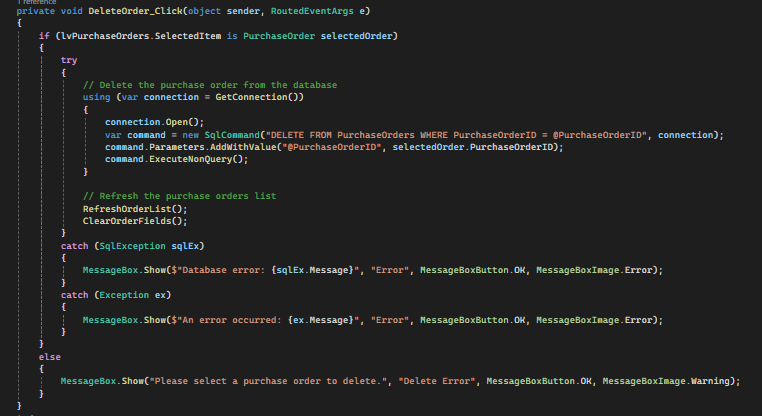 1 reference
private void DeleteOrder_Click(object sender, RoutedEventArgs e)
{
if (lvPurchaseOrders.SelectedItem is PurchaseOrder selectedOrder)
{
try
{
// Delete the purchase order from the database
using (var connection = GetConnection())
{
connection.Open();
var command = new SqlCommand("DELETE FROM PurchaseOrders WHERE PurchaseOrderID = @PurchaseOrderID", connection);
command.Parameters.AddWithValue("@PurchaseOrderID", selectedOrder.PurchaseOrderID);
command.ExecuteNonQuery();
}
// Refresh the purchase orders list
RefreshOrderList();
ClearOrderFields();
}
catch (SqlException sqlEx)
{
MessageBox.Show($"Database error: {sqlEx.Message}", "Error", MessageBoxButton.OK, MessageBoxImage.Error);
}
catch (Exception ex)
{
MessageBox.Show($"An error occurred: {ex.Message}", "Error", MessageBoxButton.OK, MessageBoxImage.Error);
}
}
else
{
MessageBox.Show("Please select a purchase order to delete.", "Delete Error", MessageBoxButton.OK, MessageBoxImage.Warning);
}
}